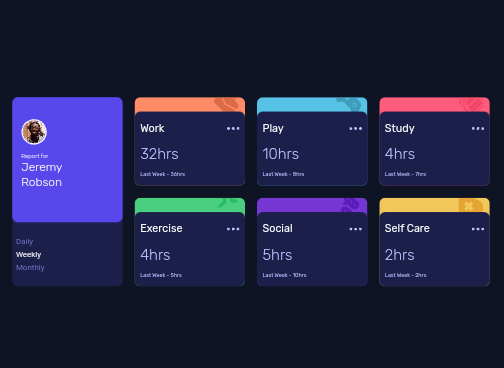 Report for
Jeremy
Robson
Daily
Weekly
Monthly
Work
32hrs
Last Week - 36hrs
Play
10hrs
Last Week - 8hrs
Study
4hrs
Last Week - 7hrs
Exercise
4hrs
Last Week - 5hrs
Social
5hrs
Last Week - 10hrs
Self Care
2hrs
Last Week - 2hrs